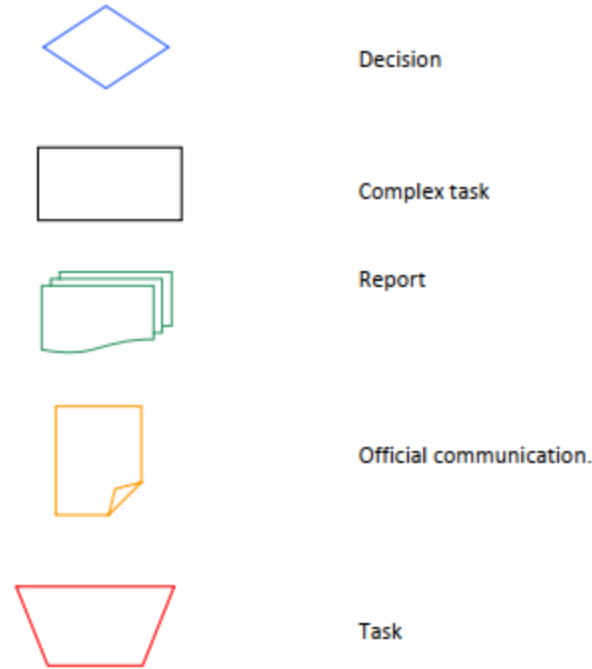 Decision
Complex task
Report
Official communication.
Task